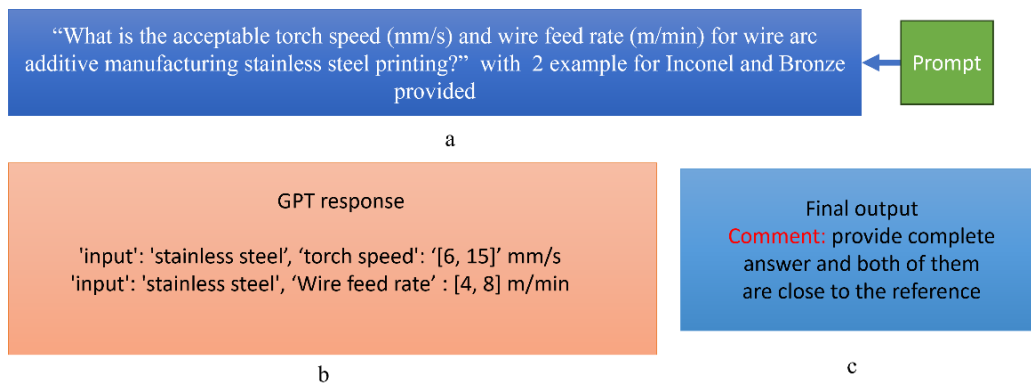 “What is the acceptable torch speed (mm/s) and wire feed rate (m/min) for wire arc
additive manufacturing stainless steel printing?”  with  2 example for Inconel and Bronze
provided
Prompt
a
GPT response
'input': 'stainless steel’, ‘torch speed': ‘[6, 15]’ mm/s
'input': 'stainless steel', ‘Wire feed rate’ : [4, 8] m/min
b
Final output
Comment: provide complete
answer and both of them
are close to the reference
c